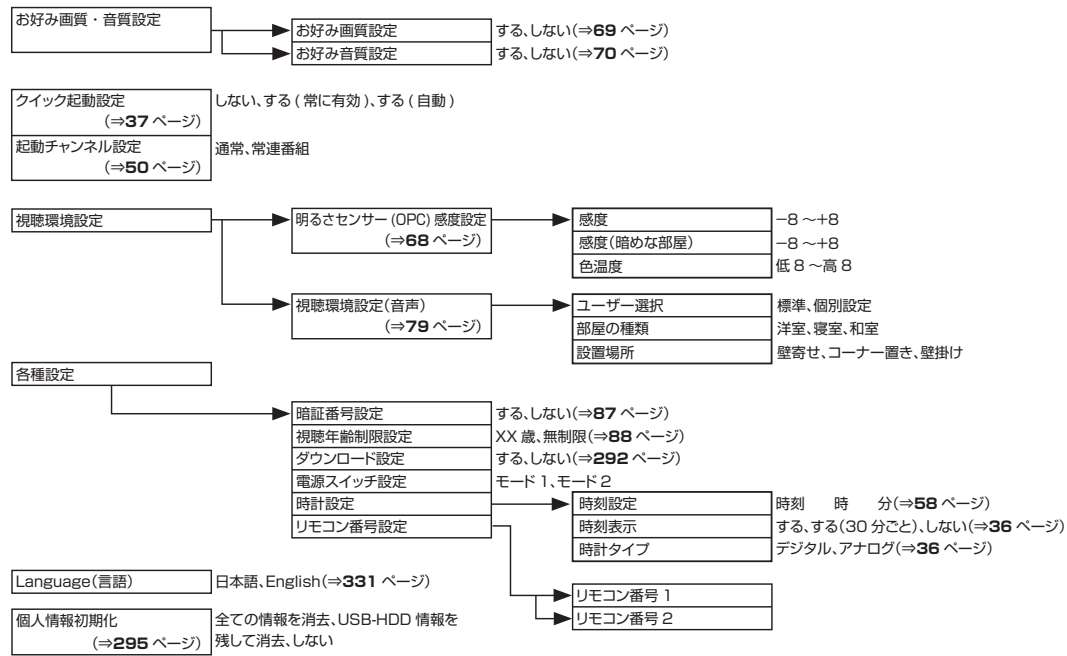 お好み画質・音質設定
お好み画質設定 する、しない(⇒69 ページ)
お好み音質設定 する、しない(⇒70 ページ)
クイック起動設定 しない、する ( 常に有効 )、する ( 自動 )
(⇒37 ページ)
起動チャンネル設定 通常、常連番組
(⇒50 ページ)
視聴環境設定
明るさセンサー (OPC) 感度設定
(⇒68 ページ)
感度 −8 ~+8
感度(暗めな部屋) −8 ~+8
色温度 低 8 ~高 8
視聴環境設定(音声)
(⇒79 ページ)
ユーザー選択 標準、個別設定
部屋の種類 洋室、寝室、和室
設置場所 壁寄せ、コーナー置き、壁掛け
各種設定
暗証番号設定 する、しない(⇒87 ページ)
視聴年齢制限設定 XX 歳、無制限(⇒88 ページ)
ダウンロード設定 する、しない(⇒292 ページ)
電源スイッチ設定 モード 1、モード 2
時計設定
リモコン番号設定
時刻設定 時刻 時 分(⇒58 ページ)
時刻表示 する、する(30 分ごと)、しない(⇒36 ページ)
時計タイプ デジタル、アナログ(⇒36 ページ)
リモコン番号 1
リモコン番号 2
Language(言語) 日本語、English(⇒331 ページ)
個人情報初期化 全ての情報を消去、USB-HDD 情報を
(⇒295 ページ) 残して消去、しない